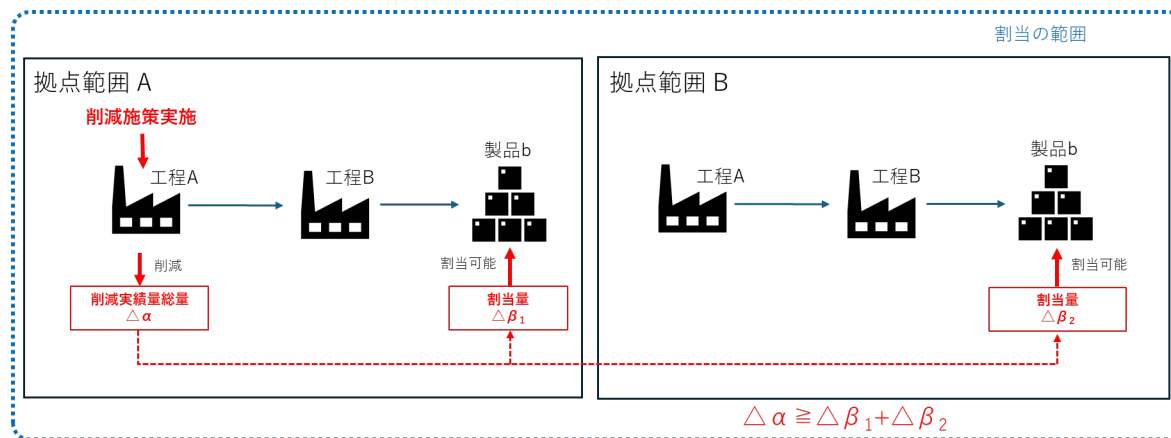 割当の範囲
拠点範囲 A
削減施策実施
工程A
工程B
製品b
削減
削減実績量総量
△α
割当可能
割当量
△β₁
拠点範囲 B
工程A
工程B
製品b
割当可能
割当量
△β₂
△α≧△β₁+△β₂